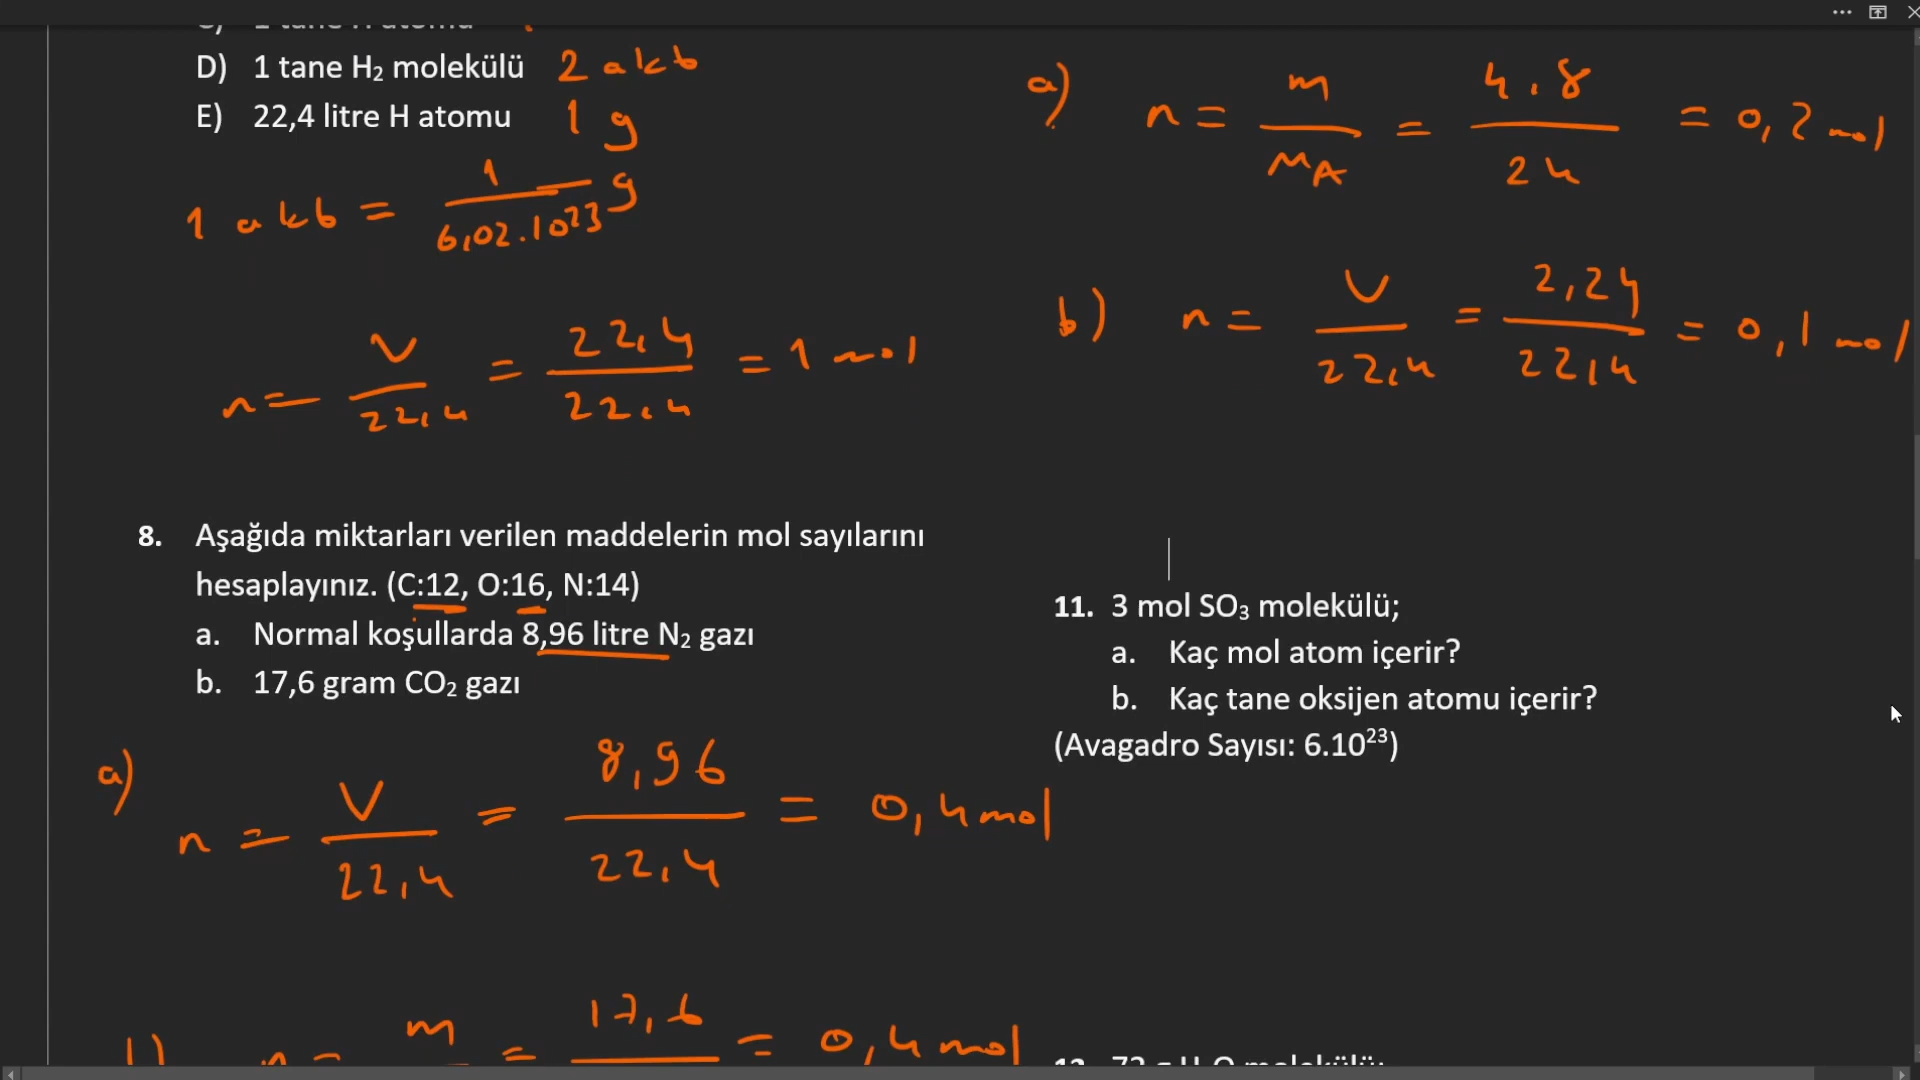 D) 1 tane H₂ molekülü 2 akb
E) 22,4 litre H atomu 1 g
1 akb = 1 / 6,02.10²³ g
n = V / 22,4 = 22,4 / 22,4 = 1 mol
8. Aşağıda miktarları verilen maddelerin mol sayılarını
hesaplayınız. (C:12, O:16, N:14)
a. Normal koşullarda 8,96 litre N₂ gazı
b. 17,6 gram CO₂ gazı
a)
n = V / 22,4 = 8,96 / 22,4 = 0,4 mol
m = 17,6 = 0,4 mol
a) n = m / MA = 4,8 / 24 = 0,2 mol
b) n = V / 22,4 = 2,24 / 22,4 = 0,1 mol
11. 3 mol SO₃ molekülü;
a. Kaç mol atom içerir?
b. Kaç tane oksijen atomu içerir?
(Avagadro Sayısı: 6.10²³)